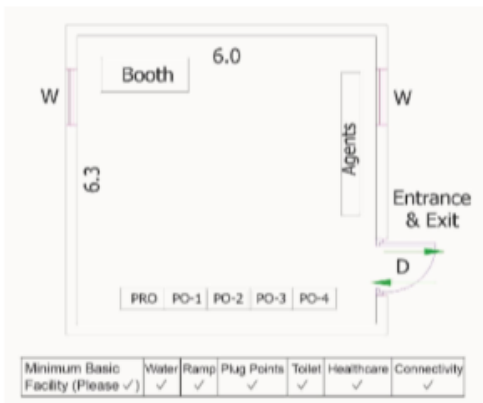 6.0
Booth
W
W
Agents
6.3
Entrance
& Exit
D
PRO PO-1 PO-2 PO-3 PO-4
Minimum Basic Facility (Please ✓) Water Ramp Plug Points Toilet Healthcare Connectivity
✓ ✓ ✓ ✓ ✓ ✓